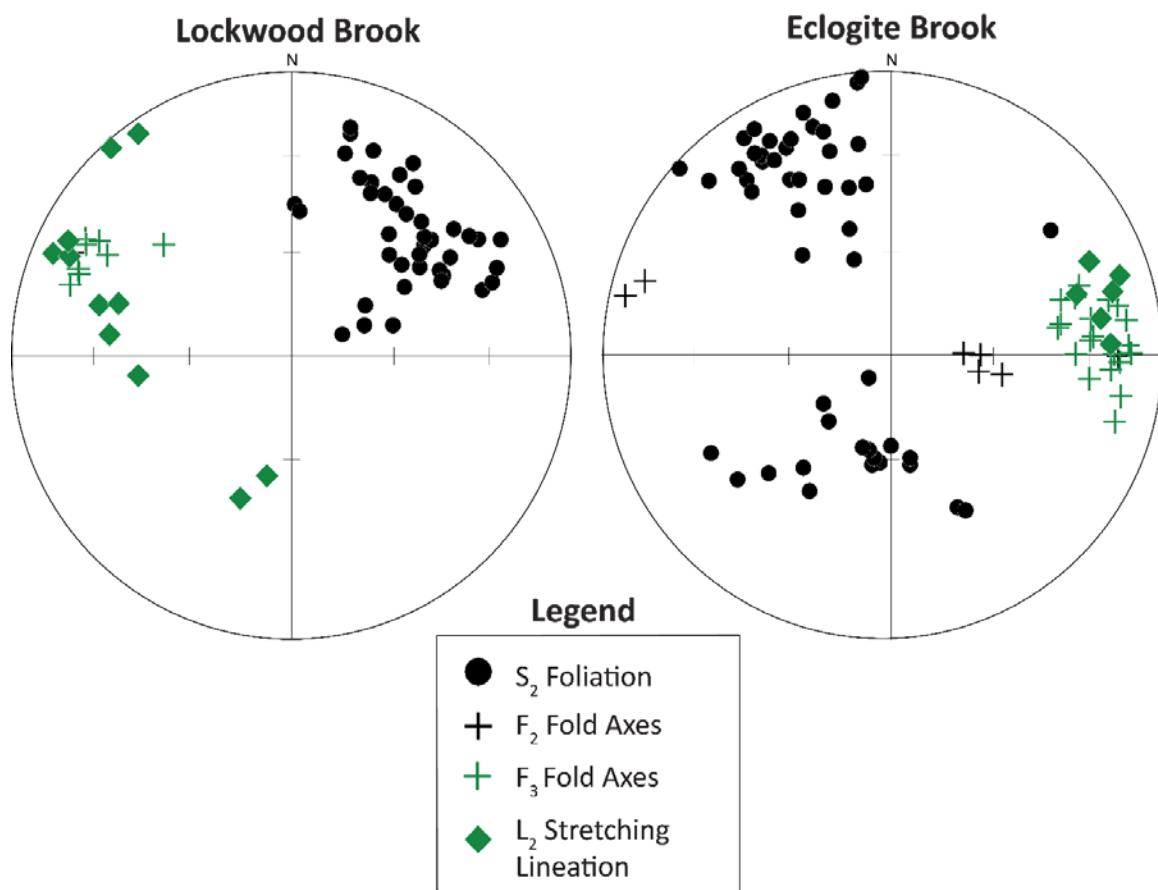 Lockwood Brook
Eclogite Brook
N
N
Legend
S₂ Foliation
F₂ Fold Axes
F₃ Fold Axes
L₂ Stretching
Lineation